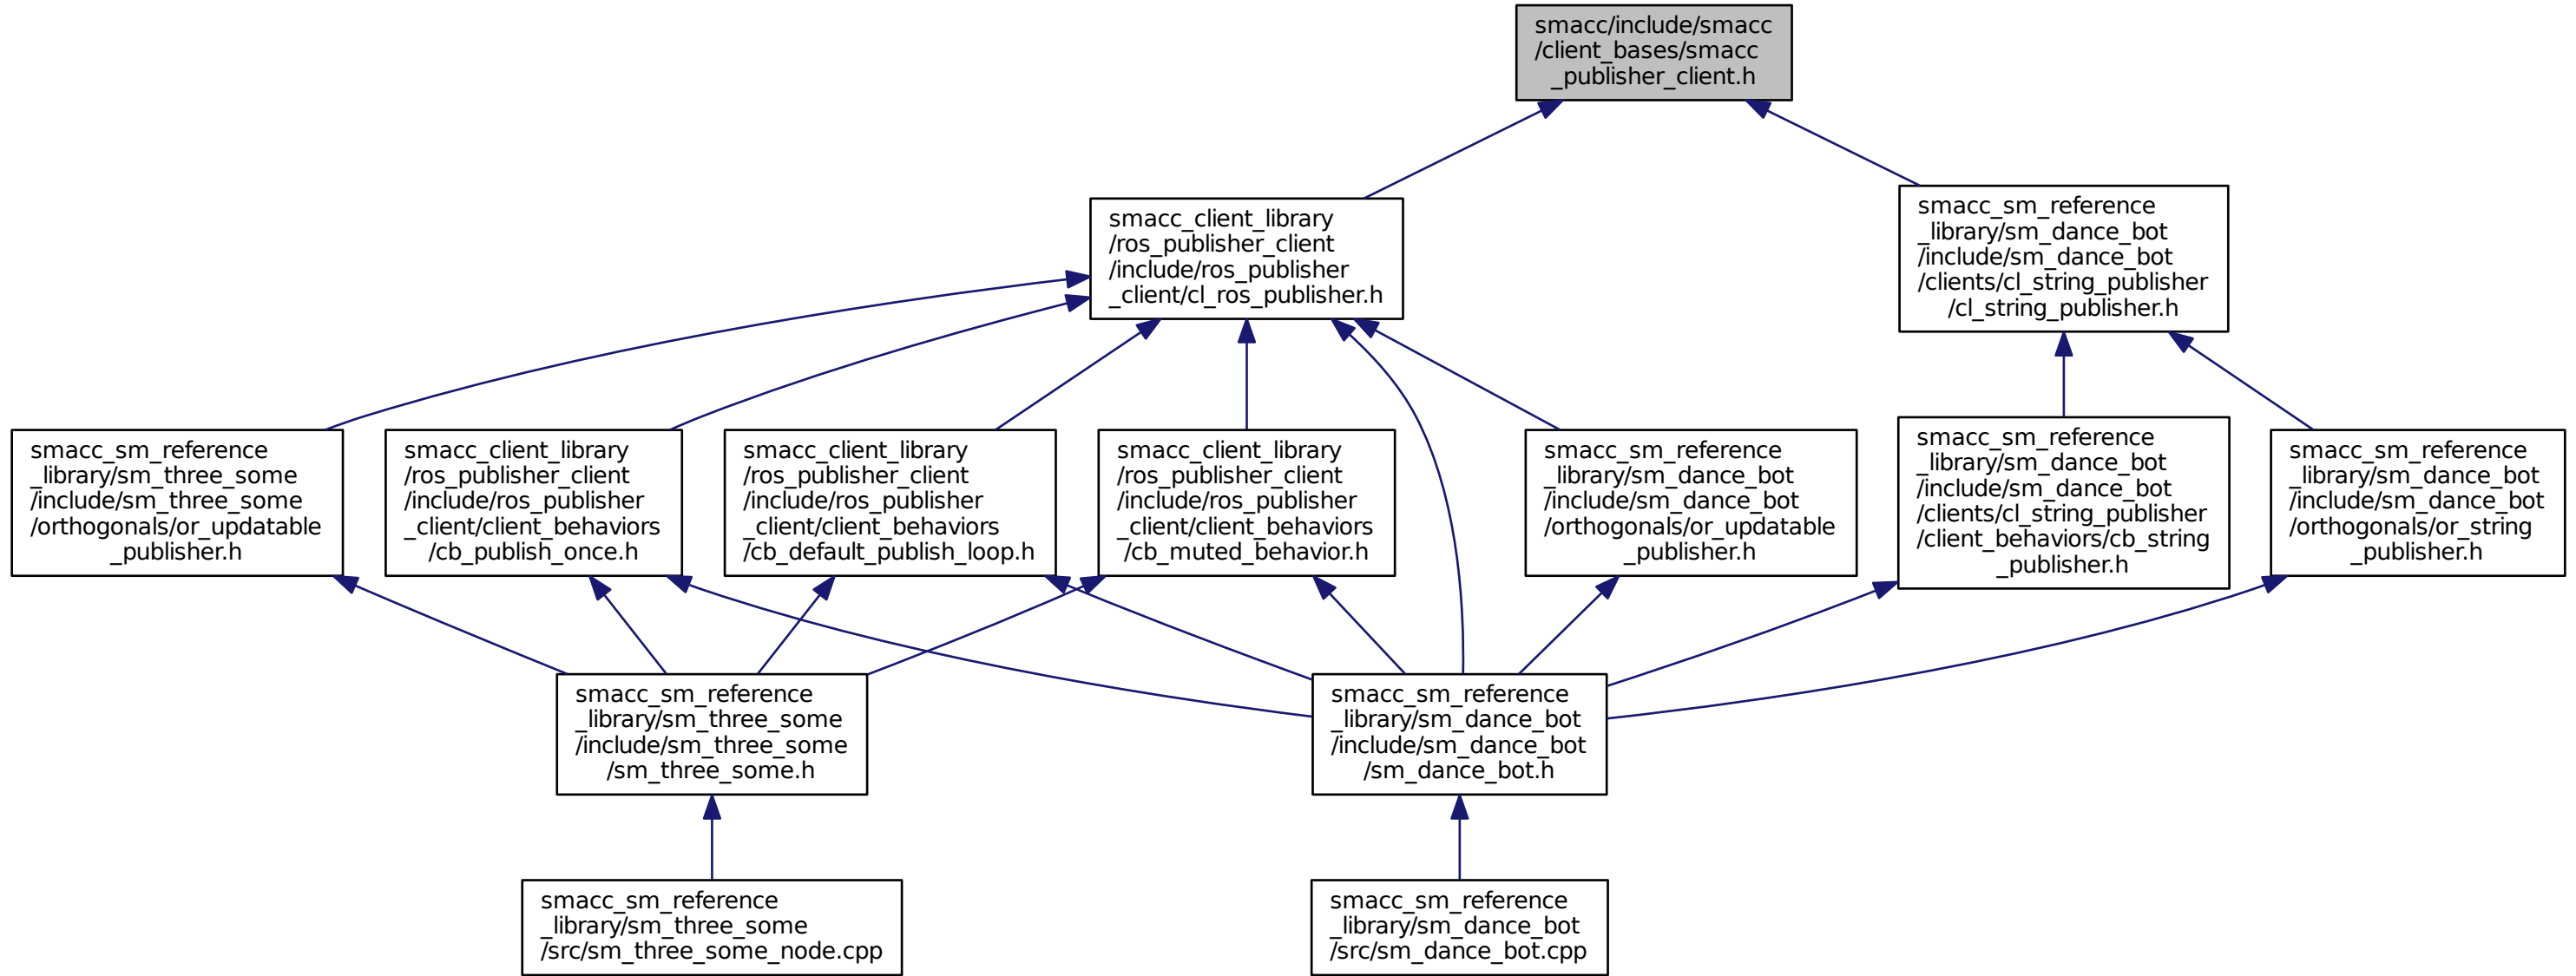 smacc/include/smacc
/client_bases/smacc
_publisher_client.h
smacc_client_library
/ros_publisher_client
/include/ros_publisher
_client/cl_ros_publisher.h
smacc_sm_reference
_library/sm_dance_bot
/include/sm_dance_bot
/clients/cl_string_publisher
/cl_string_publisher.h
smacc_sm_reference
_library/sm_three_some
/include/sm_three_some
/orthogonals/or_updatable
_publisher.h
smacc_client_library
/ros_publisher_client
/include/ros_publisher
_client/client_behaviors
/cb_publish_once.h
smacc_client_library
/ros_publisher_client
/include/ros_publisher
_client/client_behaviors
/cb_default_publish_loop.h
smacc_client_library
/ros_publisher_client
/include/ros_publisher
_client/client_behaviors
/cb_muted_behavior.h
smacc_sm_reference
_library/sm_dance_bot
/include/sm_dance_bot
/orthogonals/or_updatable
_publisher.h
smacc_sm_reference
_library/sm_dance_bot
/include/sm_dance_bot
/clients/cl_string_publisher
/client_behaviors/cb_string
_publisher.h
smacc_sm_reference
_library/sm_dance_bot
/include/sm_dance_bot
/orthogonals/or_string
_publisher.h
smacc_sm_reference
_library/sm_three_some
/include/sm_three_some
/sm_three_some.h
smacc_sm_reference
_library/sm_dance_bot
/include/sm_dance_bot
/sm_dance_bot.h
smacc_sm_reference
_library/sm_three_some
/src/sm_three_some_node.cpp
smacc_sm_reference
_library/sm_dance_bot
/src/sm_dance_bot.cpp